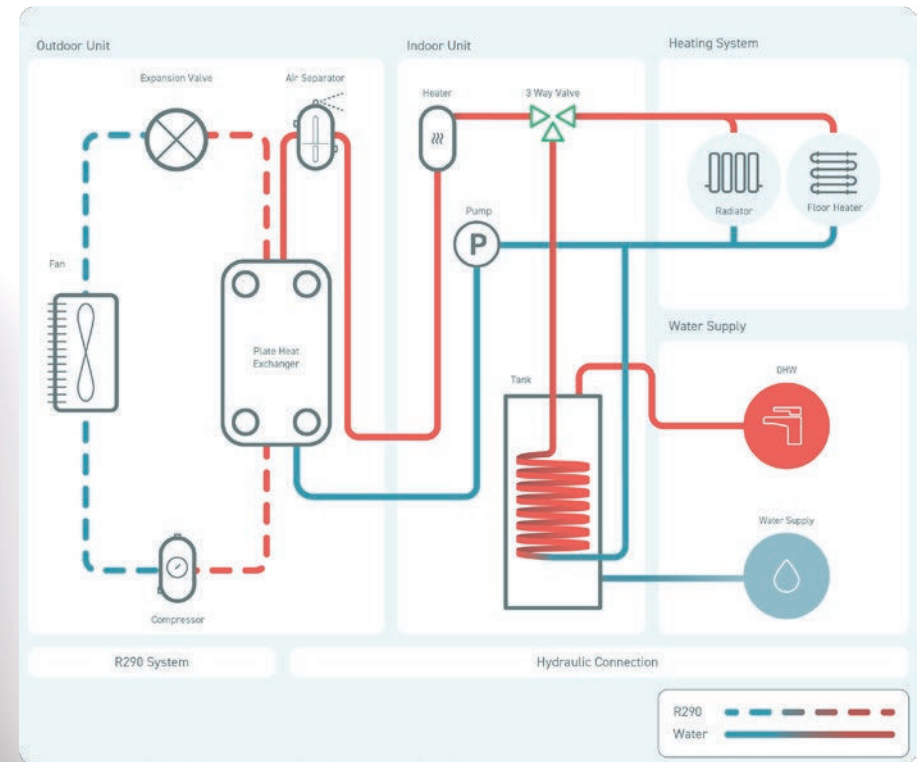 Outdoor Unit
Indoor Unit
Heating System
Expansion Valve
Air Separator
Heater
3 Way Valve
Radiator
Floor Heater
Pump
P
Fan
Plate Heat
Exchanger
Water Supply
Tank
DHW
Water Supply
Compressor
R290 System
Hydraulic Connection
R290
Water